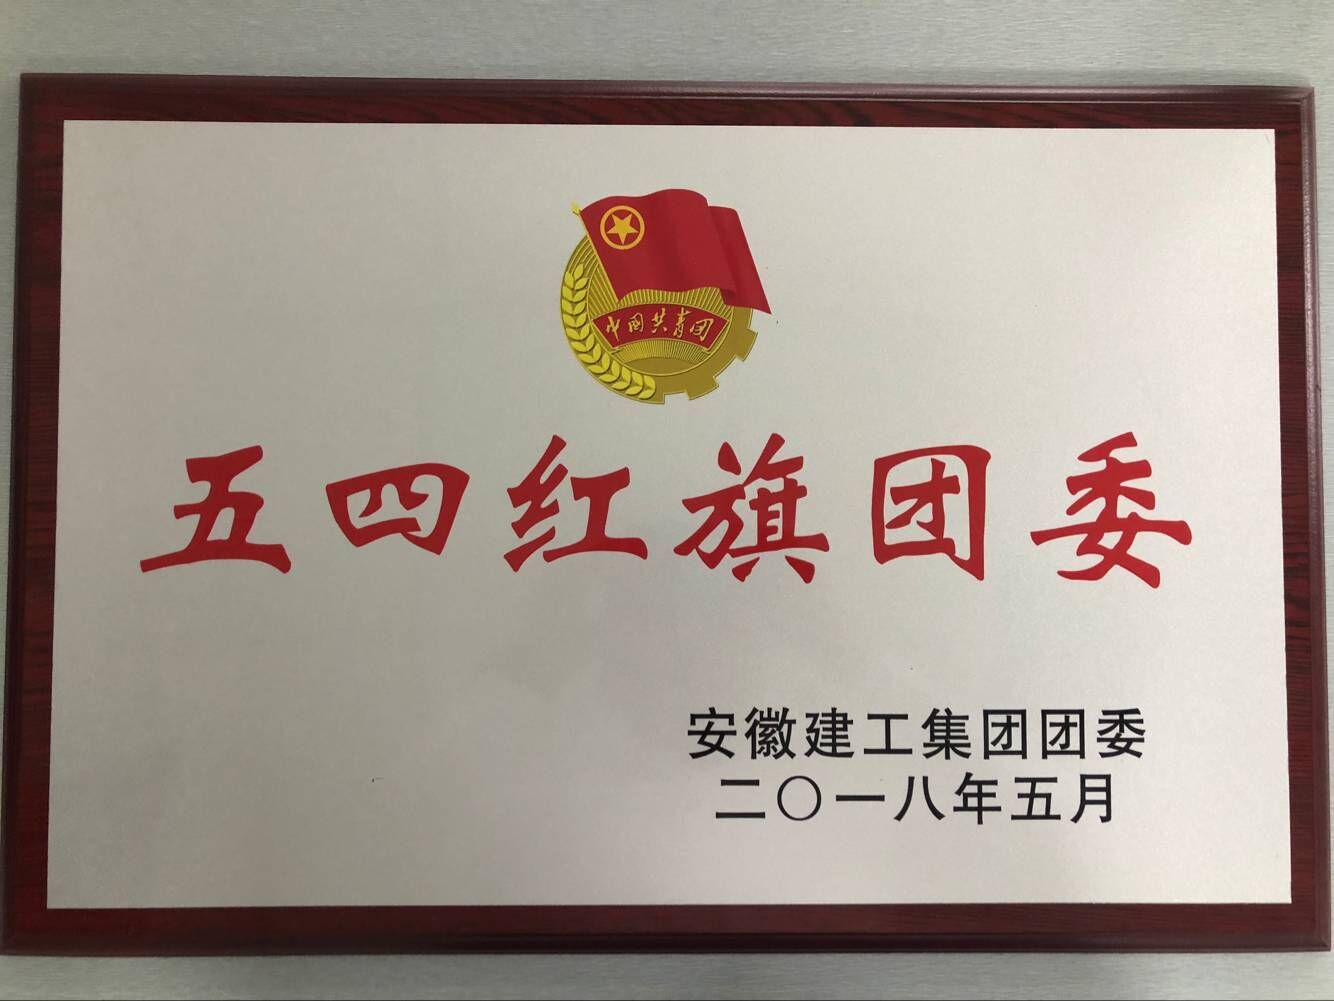 中国共青团
五四红旗团委
安徽建工集团团委
二〇一八年五月